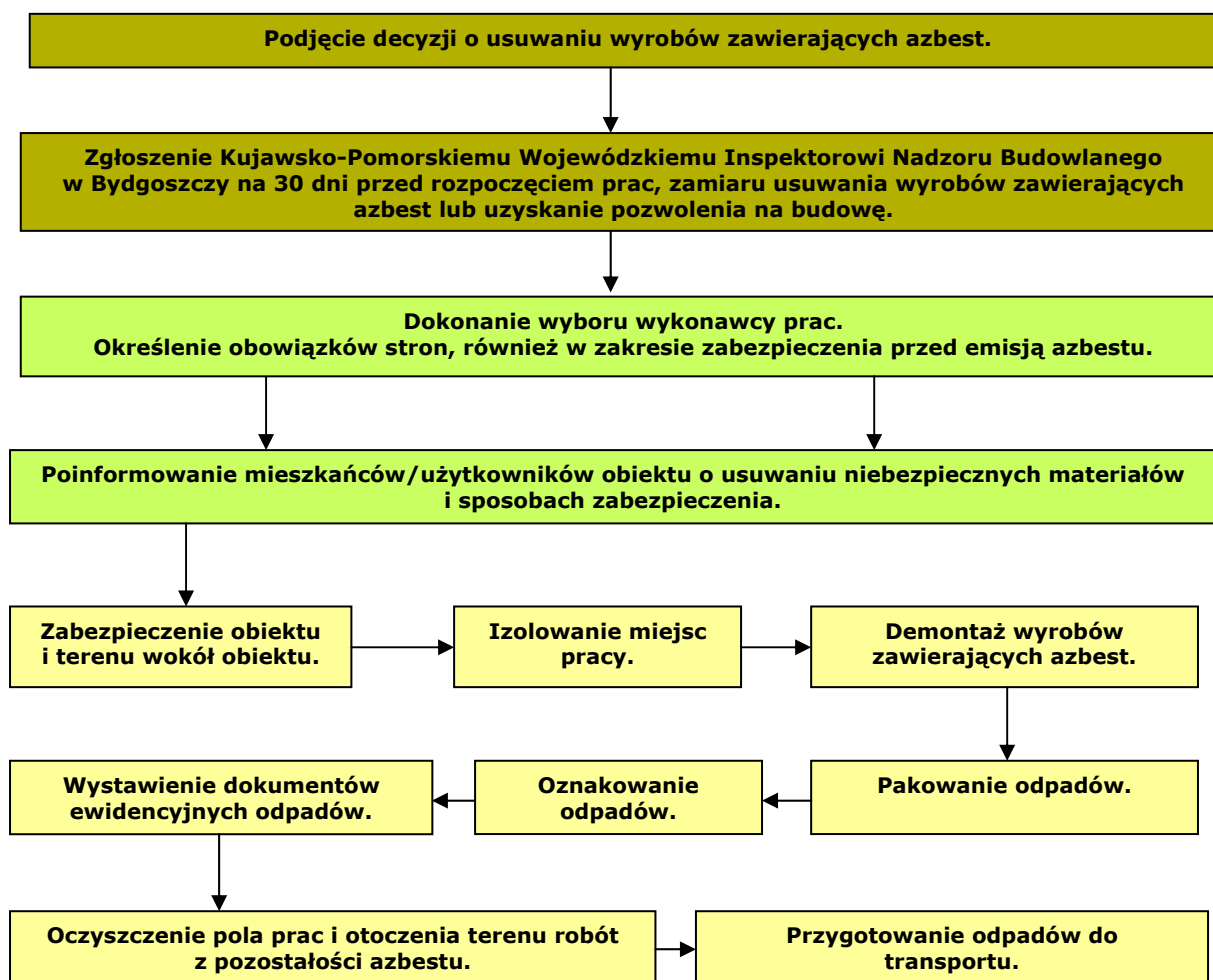 Podjęcie decyzji o usuwaniu wyrobów zawierających azbest.
Zgłoszenie Kujawsko-Pomorskiemu Wojewódzkiemu Inspektorowi Nadzoru Budowlanego
w Bydgoszczy na 30 dni przed rozpoczęciem prac, zamiaru usuwania wyrobów zawierających
azbest lub uzyskanie pozwolenia na budowę.
Dokonanie wyboru wykonawcy prac.
Określenie obowiązków stron, również w zakresie zabezpieczenia przed emisją azbestu.
Poinformowanie mieszkańców/użytkowników obiektu o usuwaniu niebezpiecznych materiałów
i sposobach zabezpieczenia.
Zabezpieczenie obiektu
i terenu wokół obiektu.
Izolowanie miejsc
pracy.
Demontaż wyrobów
zawierających azbest.
Pakowanie odpadów.
Oznakowanie
odpadów.
Wystawienie dokumentów
ewidencyjnych odpadów.
Oczyszczenie pola prac i otoczenia terenu robót
z pozostałości azbestu.
Przygotowanie odpadów do
transportu.